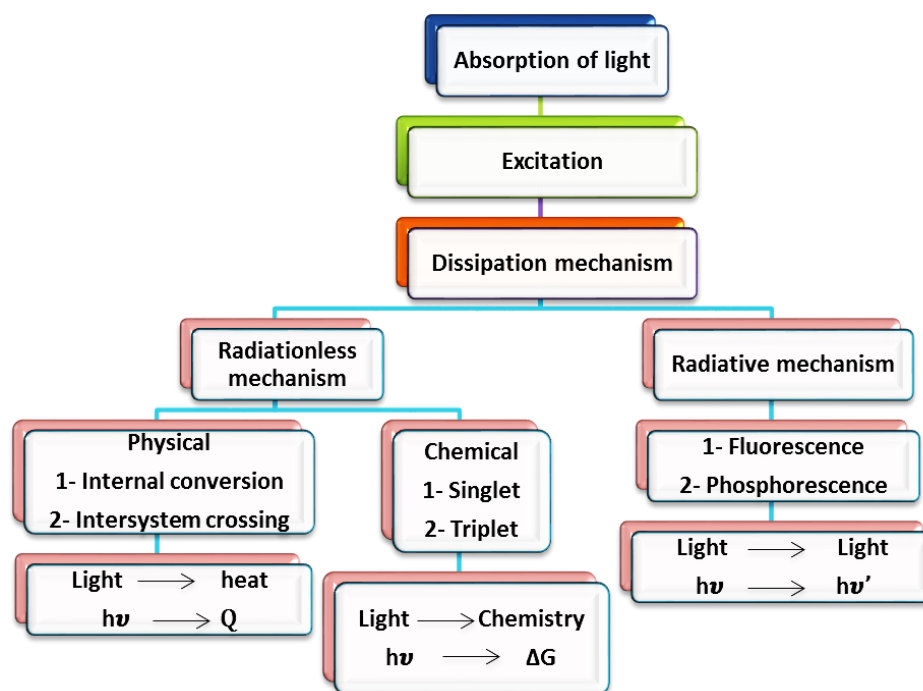 Absorption of light
Excitation
Dissipation mechanism
Radiationless
mechanism
Radiative mechanism
Physical
1- Internal conversion
2- Intersystem crossing
Chemical
1- Singlet
2- Triplet
1- Fluorescence
2- Phosphorescence
Light ⟶ heat
h𝝊 ⟶ Q
Light ⟶ Chemistry
h𝝊 ⟶ ΔG
Light ⟶ Light
h𝝊 ⟶ h𝝊’